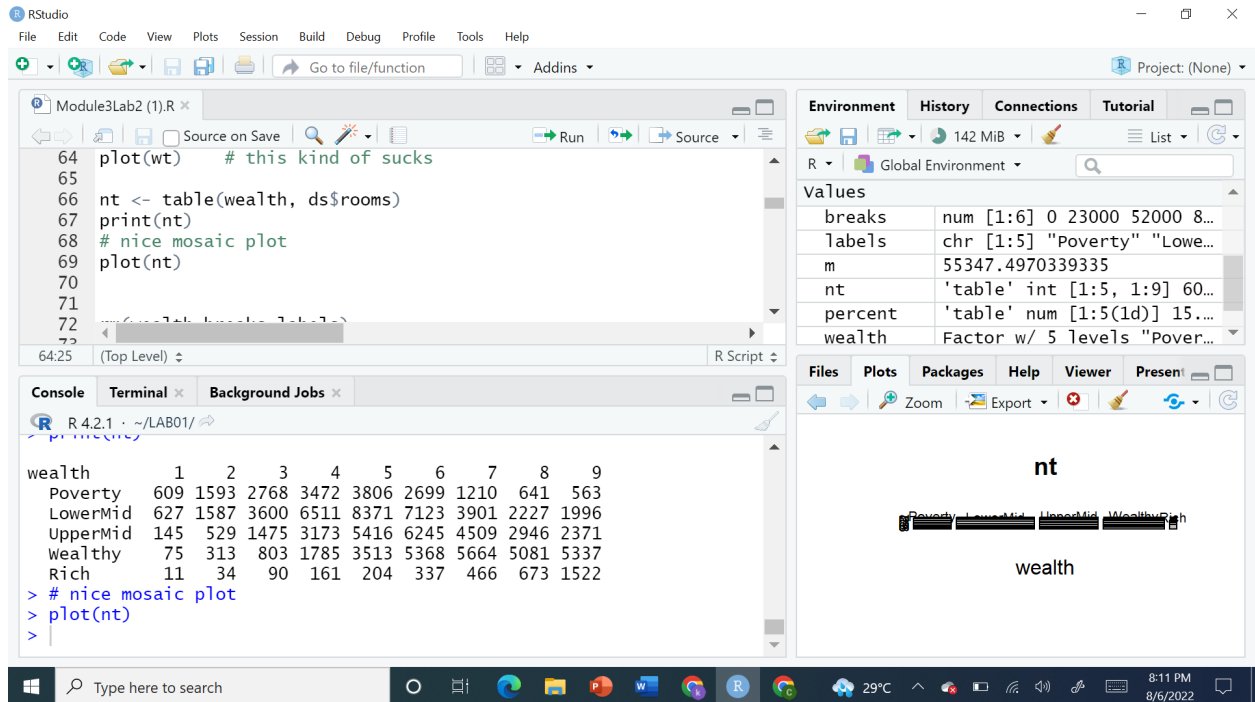 RStudio
File Edit Code View Plots Session Build Debug Profile Tools Help
Go to file/function Addins Project: (None)
Module3Lab2 (1).R
Source on Save Run Source
64 plot(wt) # this kind of sucks
65
66 nt <- table(wealth, ds$rooms)
67 print(nt)
68 # nice mosaic plot
69 plot(nt)
70
71
72
73
64:25 (Top Level) R Script
Console Terminal Background Jobs
R 4.2.1 · ~/LAB01/
> print(nt)
wealth 1 2 3 4 5 6 7 8 9
Poverty 609 1593 2768 3472 3806 2699 1210 641 563
LowerMid 627 1587 3600 6511 8371 7123 3901 2227 1996
UpperMid 145 529 1475 3173 5416 6245 4509 2946 2371
Wealthy 75 313 803 1785 3513 5368 5664 5081 5337
Rich 11 34 90 161 204 337 466 673 1522
> # nice mosaic plot
> plot(nt)
>
Environment History Connections Tutorial
142 MiB List
R Global Environment
Values
breaks num [1:6] 0 23000 52000 8…
labels chr [1:5] "Poverty" "Lowe…
m 55347.4970339335
nt 'table' int [1:5, 1:9] 60…
percent 'table' num [1:5(1d)] 15.…
wealth Factor w/ 5 levels "Pover…
Files Plots Packages Help Viewer Present
Zoom Export
nt
Poverty LowerMid UpperMid Wealthy Rich
wealth
Type here to search
29°C
8:11 PM
8/6/2022